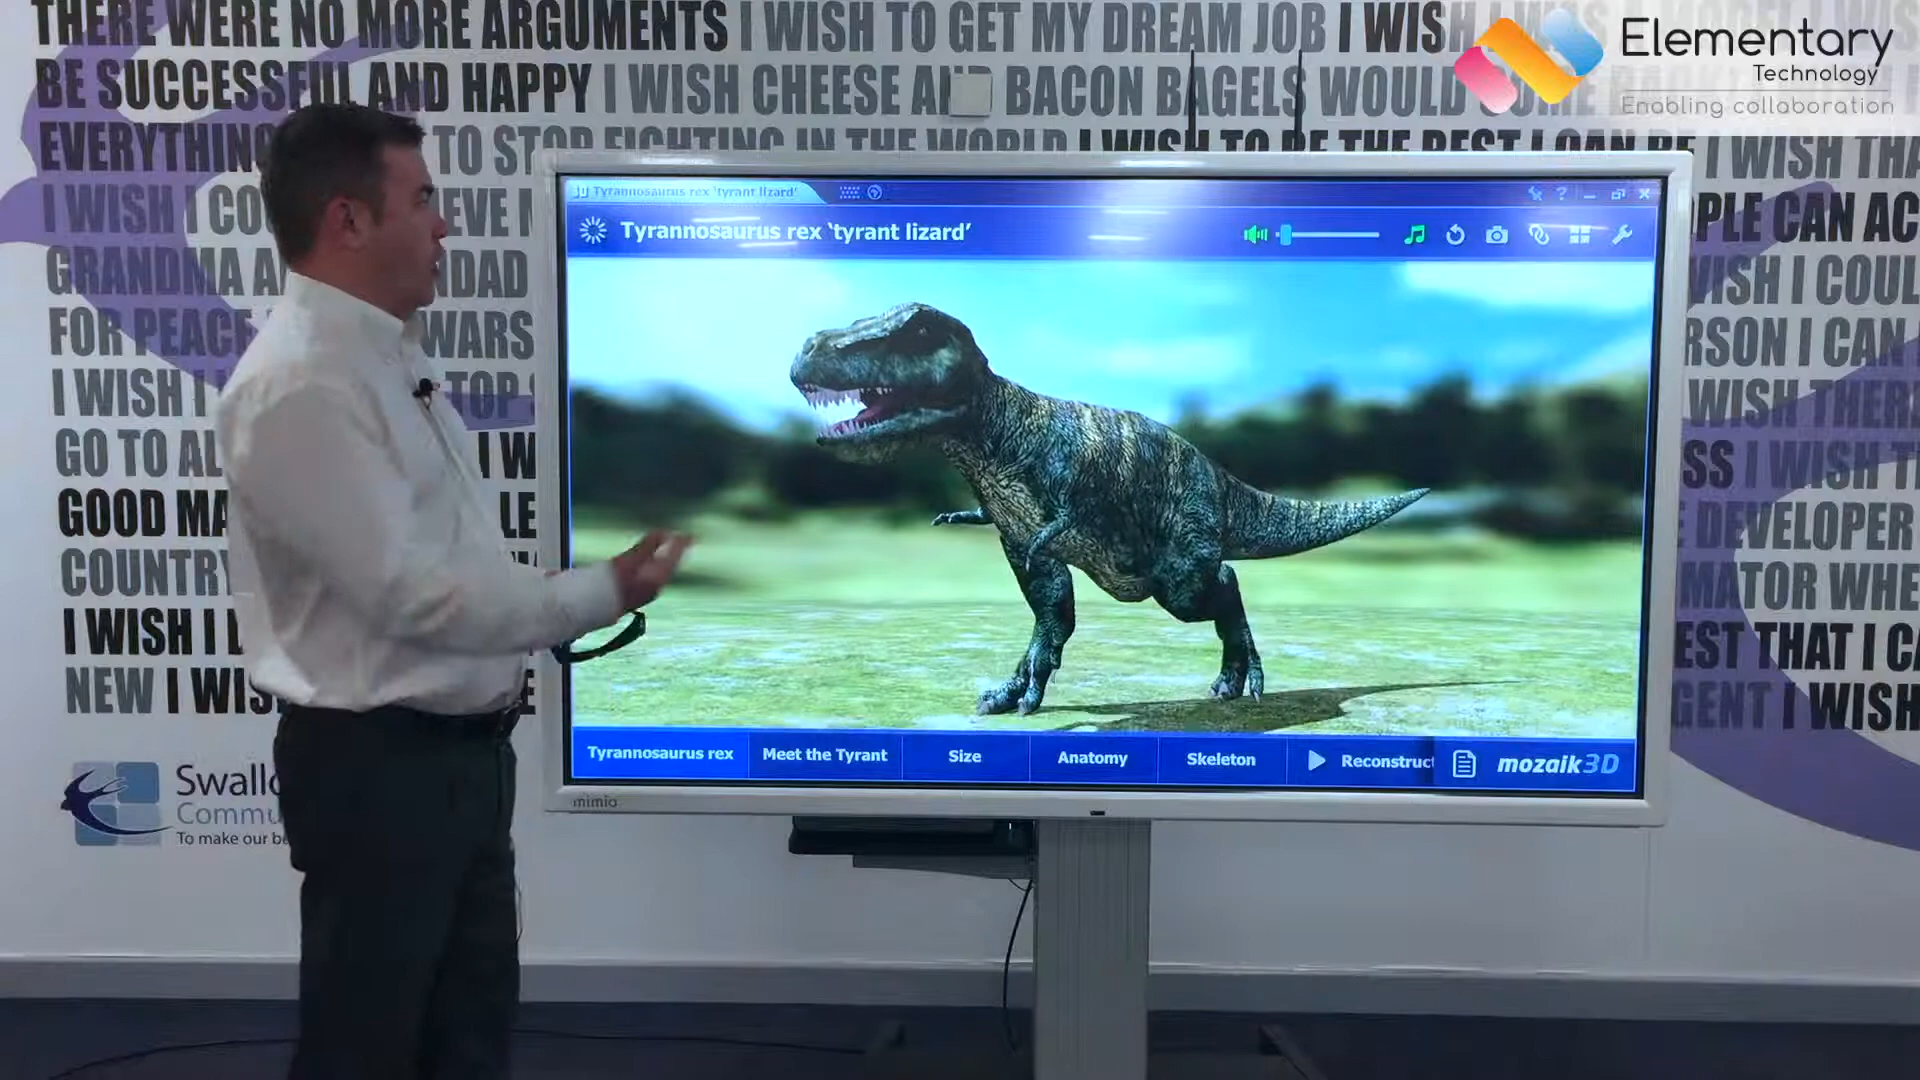 THERE WERE NO MORE ARGUMENTS I WISH TO GET MY DREAM JOB I WISH
BE SUCCESSFUL AND HAPPY I WISH CHEESE AND BACON BAGELS WOULD COME
EVERYTHING TO STOP FIGHTING IN THE WORLD I WISH TO BE THE BEST I CAN BE I WISH THA
I WISH I CO EVE
PLE CAN AC
GRANDMA A NDAD
WISH I COUL
FOR PEACE WARS
RSON I CAN
I WISH I TOP
WISH THER
GO TO AL I W
SS I WISH T
GOOD MA LE
DEVELOPER
COUNTRY
MATOR WHE
I WISH I
EST THAT I CA
NEW I WIS E
GENT I WISH
Elementary
Technology
Enabling collaboration
Tyrannosaurus rex 'tyrant lizard'
Tyrannosaurus rex ‘tyrant lizard’
Tyrannosaurus rex
Meet the Tyrant
Size
Anatomy
Skeleton
Reconstruct
mozaik3D
mimio
Swallo
Commu
To make our be